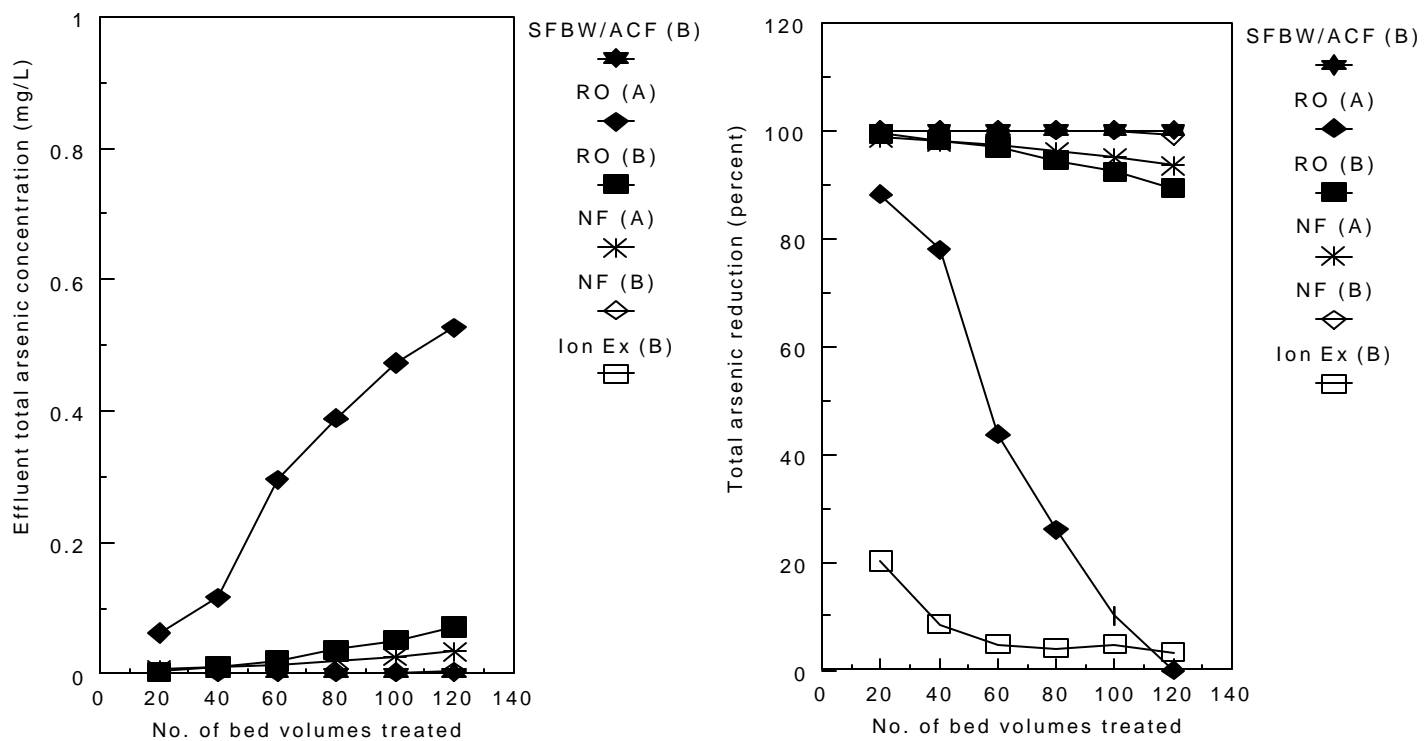 Effluent total arsenic concentration (mg/L)
1
0.8
0.6
0.4
0.2
0
0 20 40 60 80 100 120 140
No. of bed volumes treated
SFBW/ACF (B)
RO (A)
RO (B)
NF (A)
NF (B)
Ion Ex (B)
Total arsenic reduction (percent)
120
100
80
60
40
20
0
0 20 40 60 80 100 120 140
No. of bed volumes treated
SFBW/ACF (B)
RO (A)
RO (B)
NF (A)
NF (B)
Ion Ex (B)